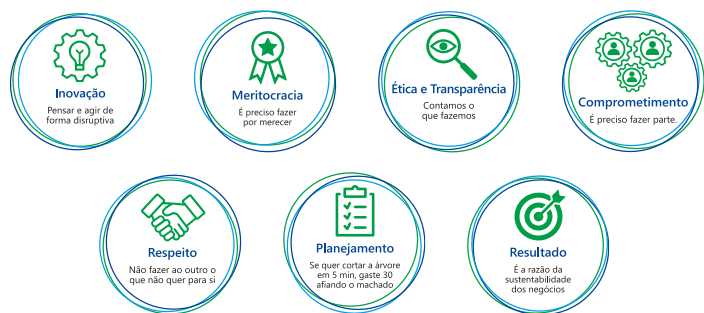 Inovação
Pensar e agir de
forma disruptiva
Meritocracia
É preciso fazer
por merecer
Ética e Transparência
Contamos o
que fazemos
Comprometimento
É preciso fazer parte.
Respeito
Não fazer ao outro o
que não quer para si
Planejamento
Se quer cortar a árvore
em 5 min, gaste 30
afiando o machado
Resultado
É a razão da
sustentabilidade
dos negócios